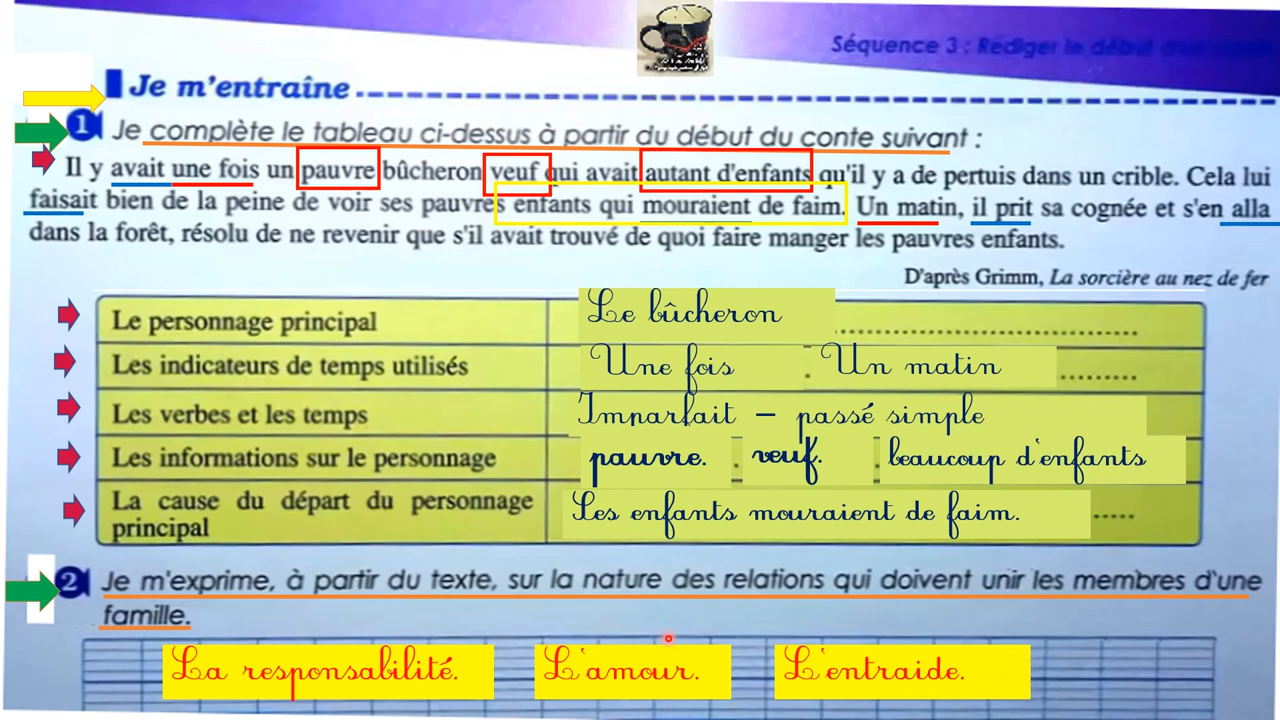 Séquence 3 : Rédiger le début
Je m'entraîne
1 Je complète le tableau ci-dessus à partir du début du conte suivant :
Il y avait une fois un pauvre bûcheron veuf qui avait autant d'enfants qu'il y a de pertuis dans un crible. Cela lui
faisait bien de la peine de voir ses pauvres enfants qui mouraient de faim. Un matin, il prit sa cognée et s'en alla
dans la forêt, résolu de ne revenir que s'il avait trouvé de quoi faire manger les pauvres enfants.
D'après Grimm, La sorcière au nez de fer
Le personnage principal Le bûcheron
Les indicateurs de temps utilisés Une fois . Un matin
Les verbes et les temps Imparfait – passé simple
Les informations sur le personnage pauvre. veuf. beaucoup d'enfants
La cause du départ du personnage
principal Ses enfants mouraient de faim.
2 Je m'exprime, à partir du texte, sur la nature des relations qui doivent unir les membres d'une
famille.
La responsabilité. L'amour. L'entraide.